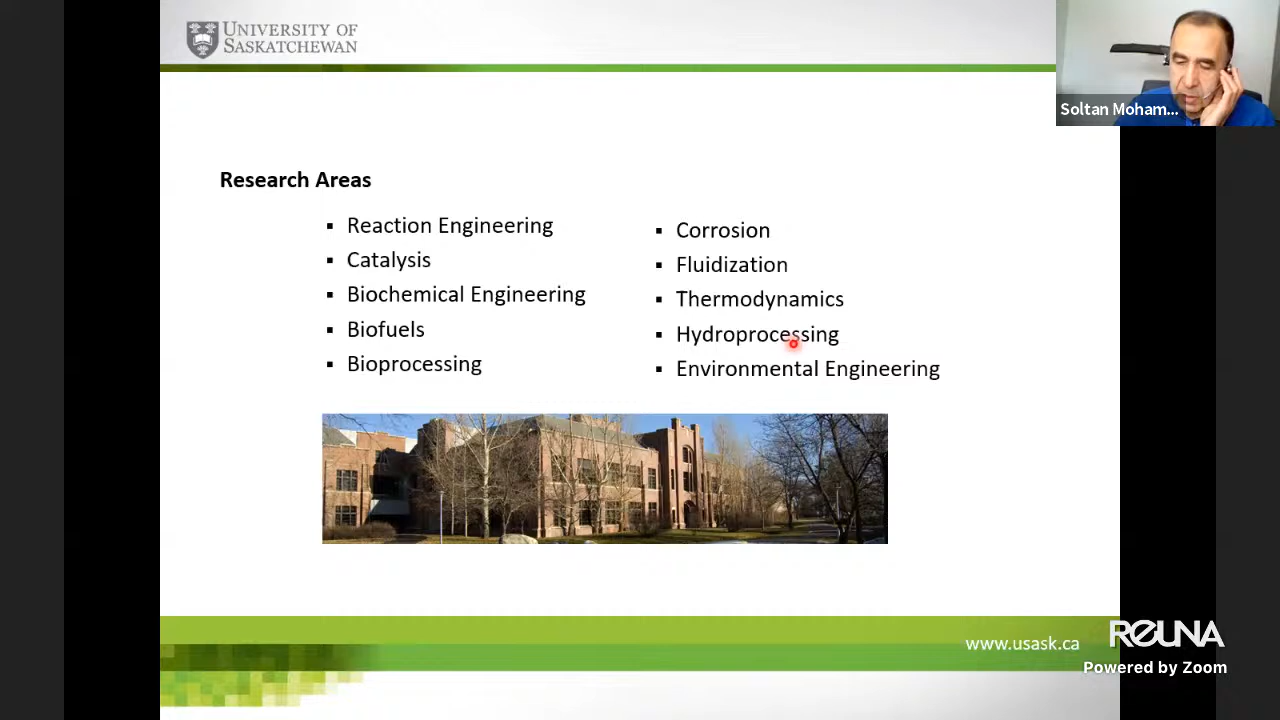 UNIVERSITY OF
SASKATCHEWAN
Soltan Moham...
Research Areas
▪ Reaction Engineering
▪ Catalysis
▪ Biochemical Engineering
▪ Biofuels
▪ Bioprocessing
▪ Corrosion
▪ Fluidization
▪ Thermodynamics
▪ Hydroprocessing
▪ Environmental Engineering
www.usask.ca
REUNA
Powered by Zoom